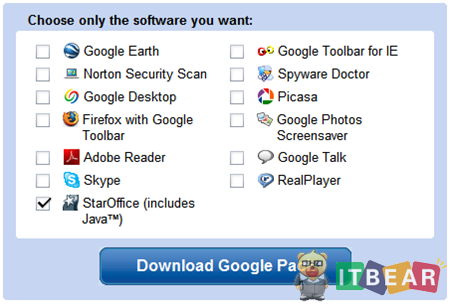 Choose only the software you want:
Google Earth
Norton Security Scan
Google Desktop
Firefox with Google
Toolbar
Adobe Reader
Skype
StarOffice (includes
Java™)
Google Toolbar for IE
Spyware Doctor
Picasa
Google Photos
Screensaver
Google Talk
RealPlayer
Download Google
ITBEAR